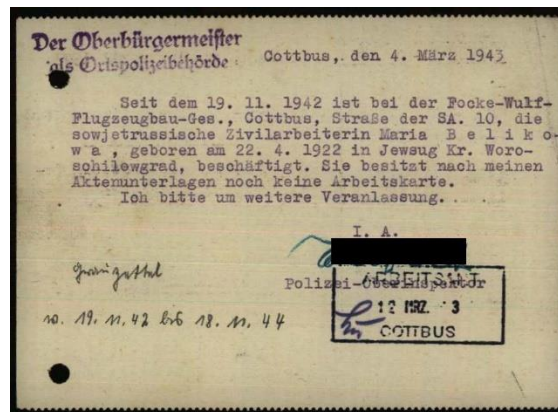 Der Oberbürgermeister
als Ortspolizeibehörde
Cottbus, den 4. März 1943
Seit dem 19. 11. 1942 ist bei der Focke-Wulf-
Flugzeugbau-Ges., Cottbus, Straße der SA. 10, die
sowjetrussische Zivilarbeiterin Maria B e l i k o-
w a , geboren am 22. 4. 1922 in Jewsug Kr. Woro-
schilewgrad, beschäftigt. Sie besitzt nach meinen
Aktenunterlagen noch keine Arbeitskarte.
Ich bitte um weitere Veranlassung.
I. A.
Polizei-Oberinspektor
ARBEITSAMT
12 MRZ. 3
COTTBUS
Grauzettel
v. 19. 11. 42 bis 18. 11. 44